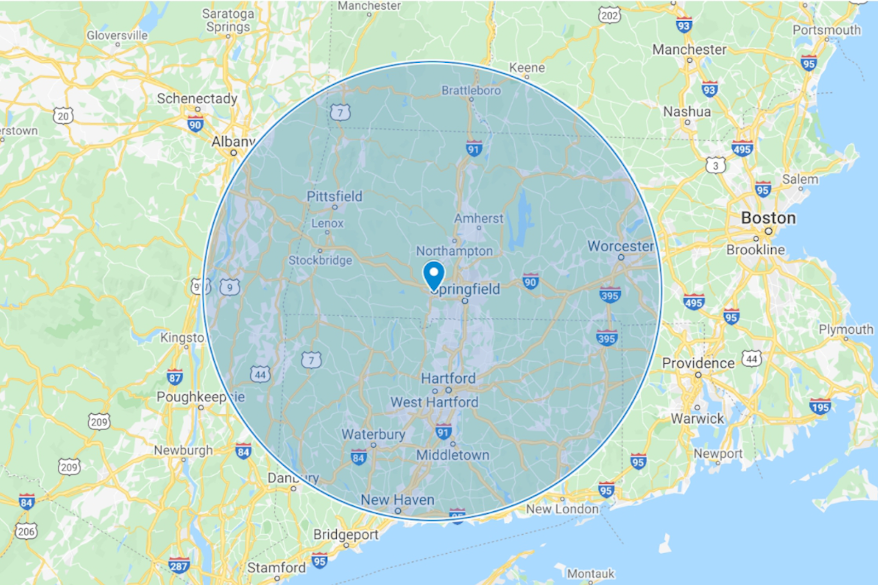 Manchester
Saratoga
Springs
Gloversville
202
93
Portsmouth
Manchester
95
Keene
Brattleboro
93
Schenectady
Nashua
20
90
7
Albany
91
495
3
Salem
95
Pittsfield
Lenox
Amherst
Boston
Northampton
Worcester
Brookline
Stockbridge
9
90
Springfield
395
495
95
Kingsto
395
Plymouth
7
Providence
44
87
44
Hartford
Poughkeepsie
West Hartford
195
209
Warwick
Waterbury
91
Middletown
Newburgh
84
84
Newport
209
95
Danbury
95
84
New Haven
95
New London
206
Bridgeport
95
287
Stamford
Montauk